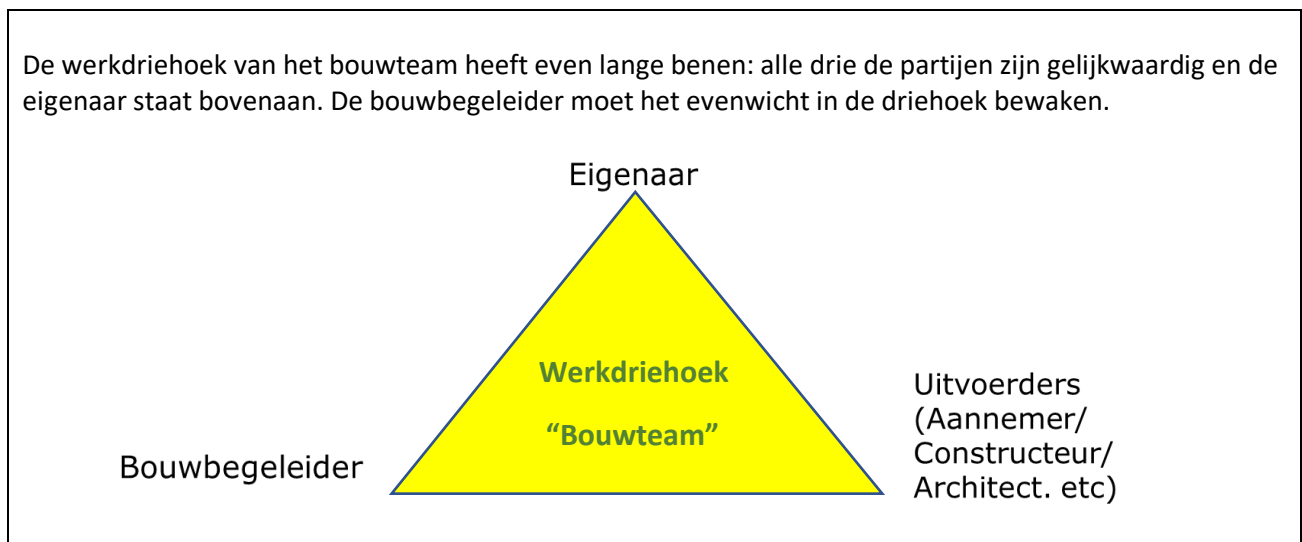 De werkdriehoek van het bouwteam heeft even lange benen: alle drie de partijen zijn gelijkwaardig en de
eigenaar staat bovenaan. De bouwbegeleider moet het evenwicht in de driehoek bewaken.
Eigenaar
Werkdriehoek
“Bouwteam”
Bouwbegeleider
Uitvoerders
(Aannemer/
Constructeur/
Architect. etc)